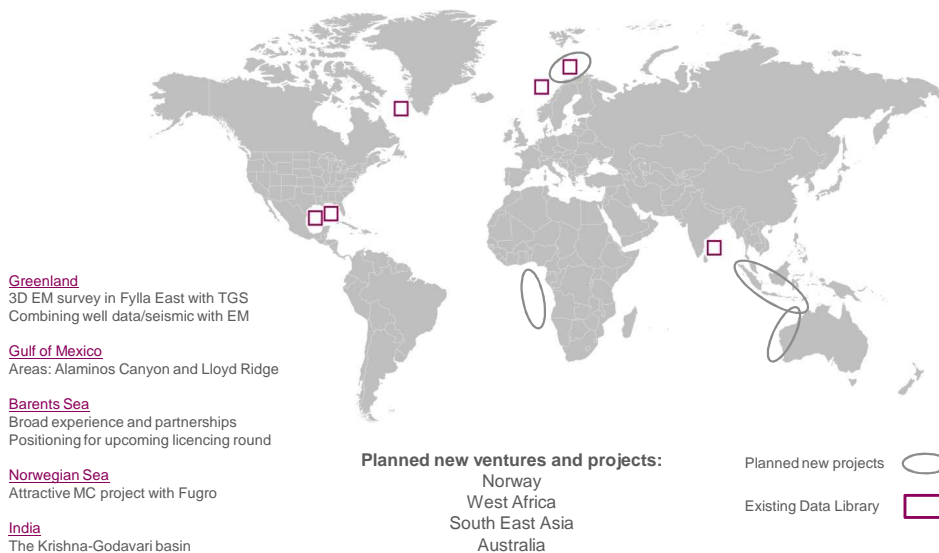 Greenland
3D EM survey in Fylla East with TGS
Combining well data/seismic with EM
Gulf of Mexico
Areas: Alaminos Canyon and Lloyd Ridge
Barents Sea
Broad experience and partnerships
Positioning for upcoming licencing round
Norwegian Sea
Attractive MC project with Fugro
India
The Krishna-Godavari basin
Planned new ventures and projects:
Norway
West Africa
South East Asia
Australia
Planned new projects
Existing Data Library